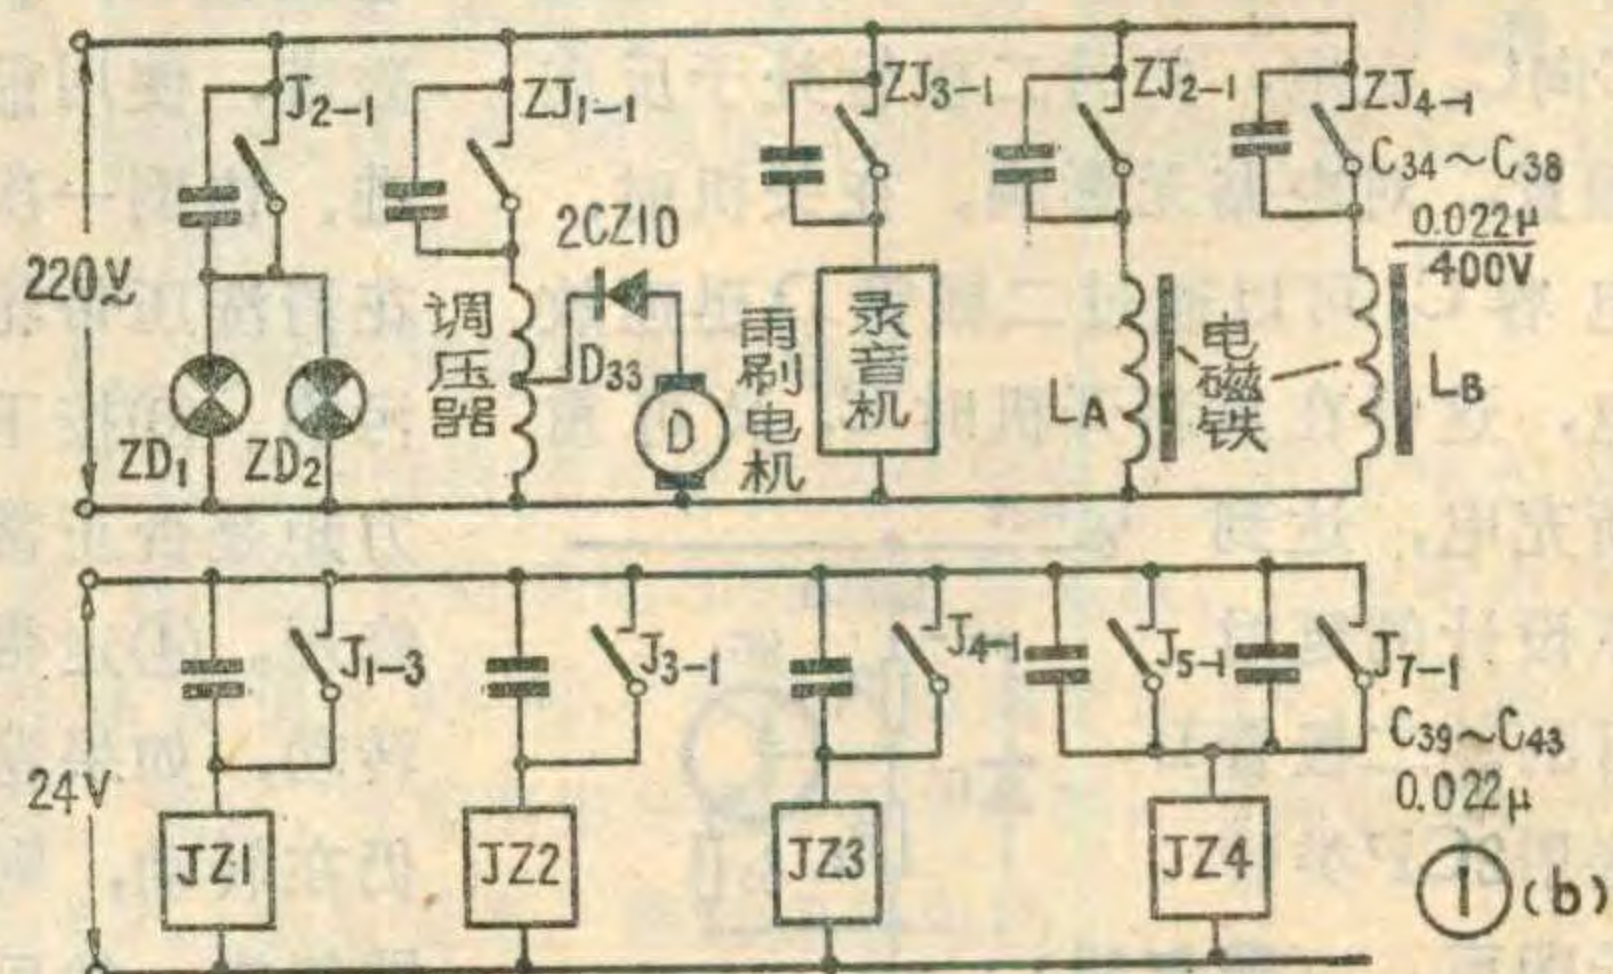 J2-1
ZJ1-1
ZJ3-1
ZJ2-1
ZJ4-1
C34~C38
0.022μ
400V
220V~
2CZ10
调压器
D33
D
雨刷电机
录音机
LA
电磁铁
LB
ZD1
ZD2
J1-3
J3-1
J4-1
J5-1
J7-1
C39~C43
0.022μ
24V
JZ1
JZ2
JZ3
JZ4
①(b)